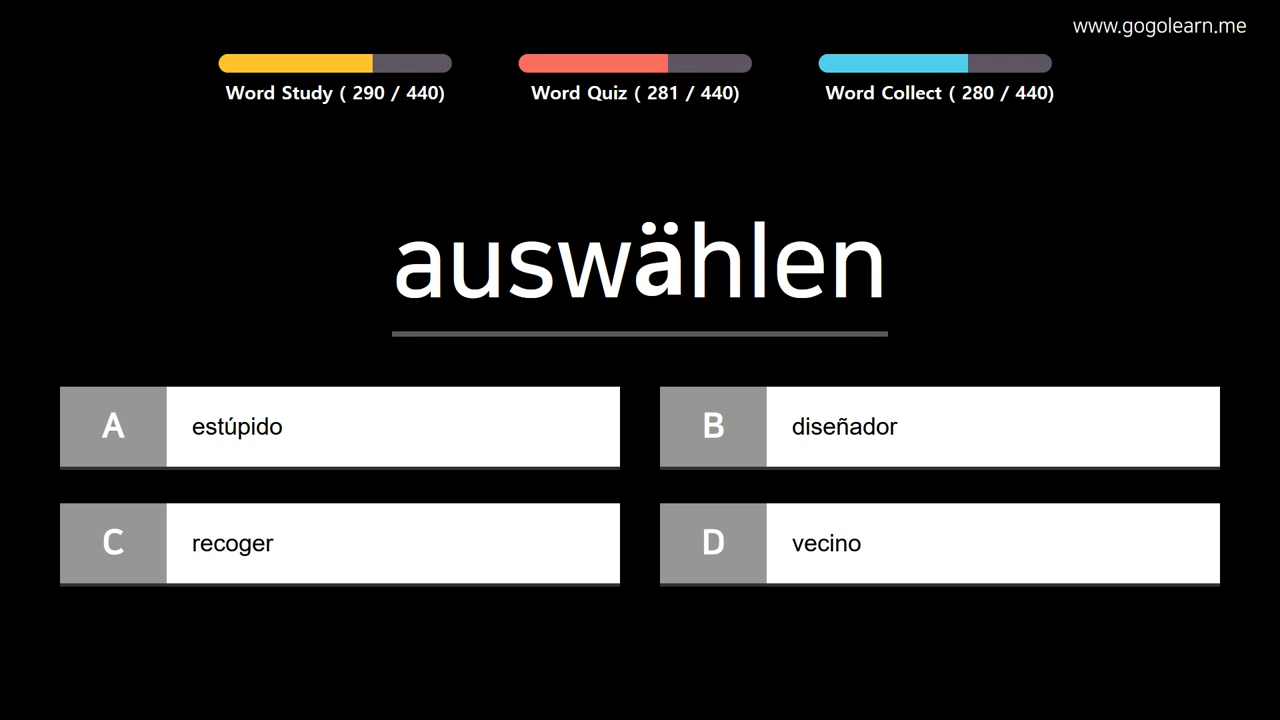 www.gogolearn.me
Word Study ( 290 / 440)
Word Quiz ( 281 / 440)
Word Collect ( 280 / 440)
auswählen
A estúpido
B diseñador
C recoger
D vecino